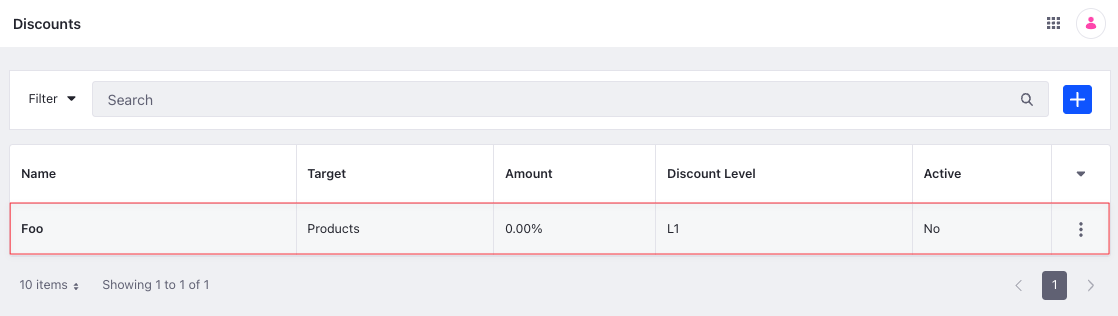 Discounts
Filter Search
Name Target Amount Discount Level Active
Foo Products 0.00% L1 No
10 items Showing 1 to 1 of 1 1